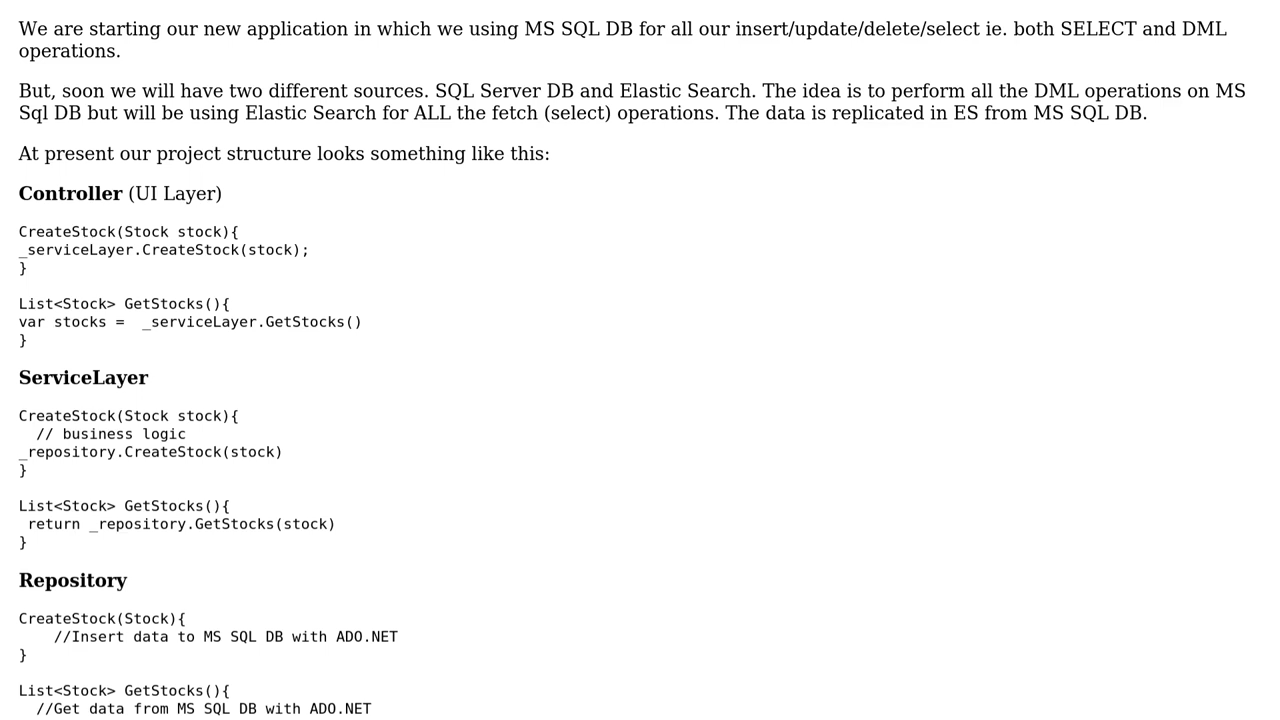 We are starting our new application in which we using MS SQL DB for all our insert/update/delete/select ie. both SELECT and DML
operations.
But, soon we will have two different sources. SQL Server DB and Elastic Search. The idea is to perform all the DML operations on MS
Sql DB but will be using Elastic Search for ALL the fetch (select) operations. The data is replicated in ES from MS SQL DB.
At present our project structure looks something like this:
Controller (UI Layer)
CreateStock(Stock stock){
_serviceLayer.CreateStock(stock);
}
List<Stock> GetStocks(){
var stocks =  _serviceLayer.GetStocks()
}
ServiceLayer
CreateStock(Stock stock){
  // business logic
_repository.CreateStock(stock)
}
List<Stock> GetStocks(){
 return _repository.GetStocks(stock)
}
Repository
CreateStock(Stock){
    //Insert data to MS SQL DB with ADO.NET
}
List<Stock> GetStocks(){
  //Get data from MS SQL DB with ADO.NET